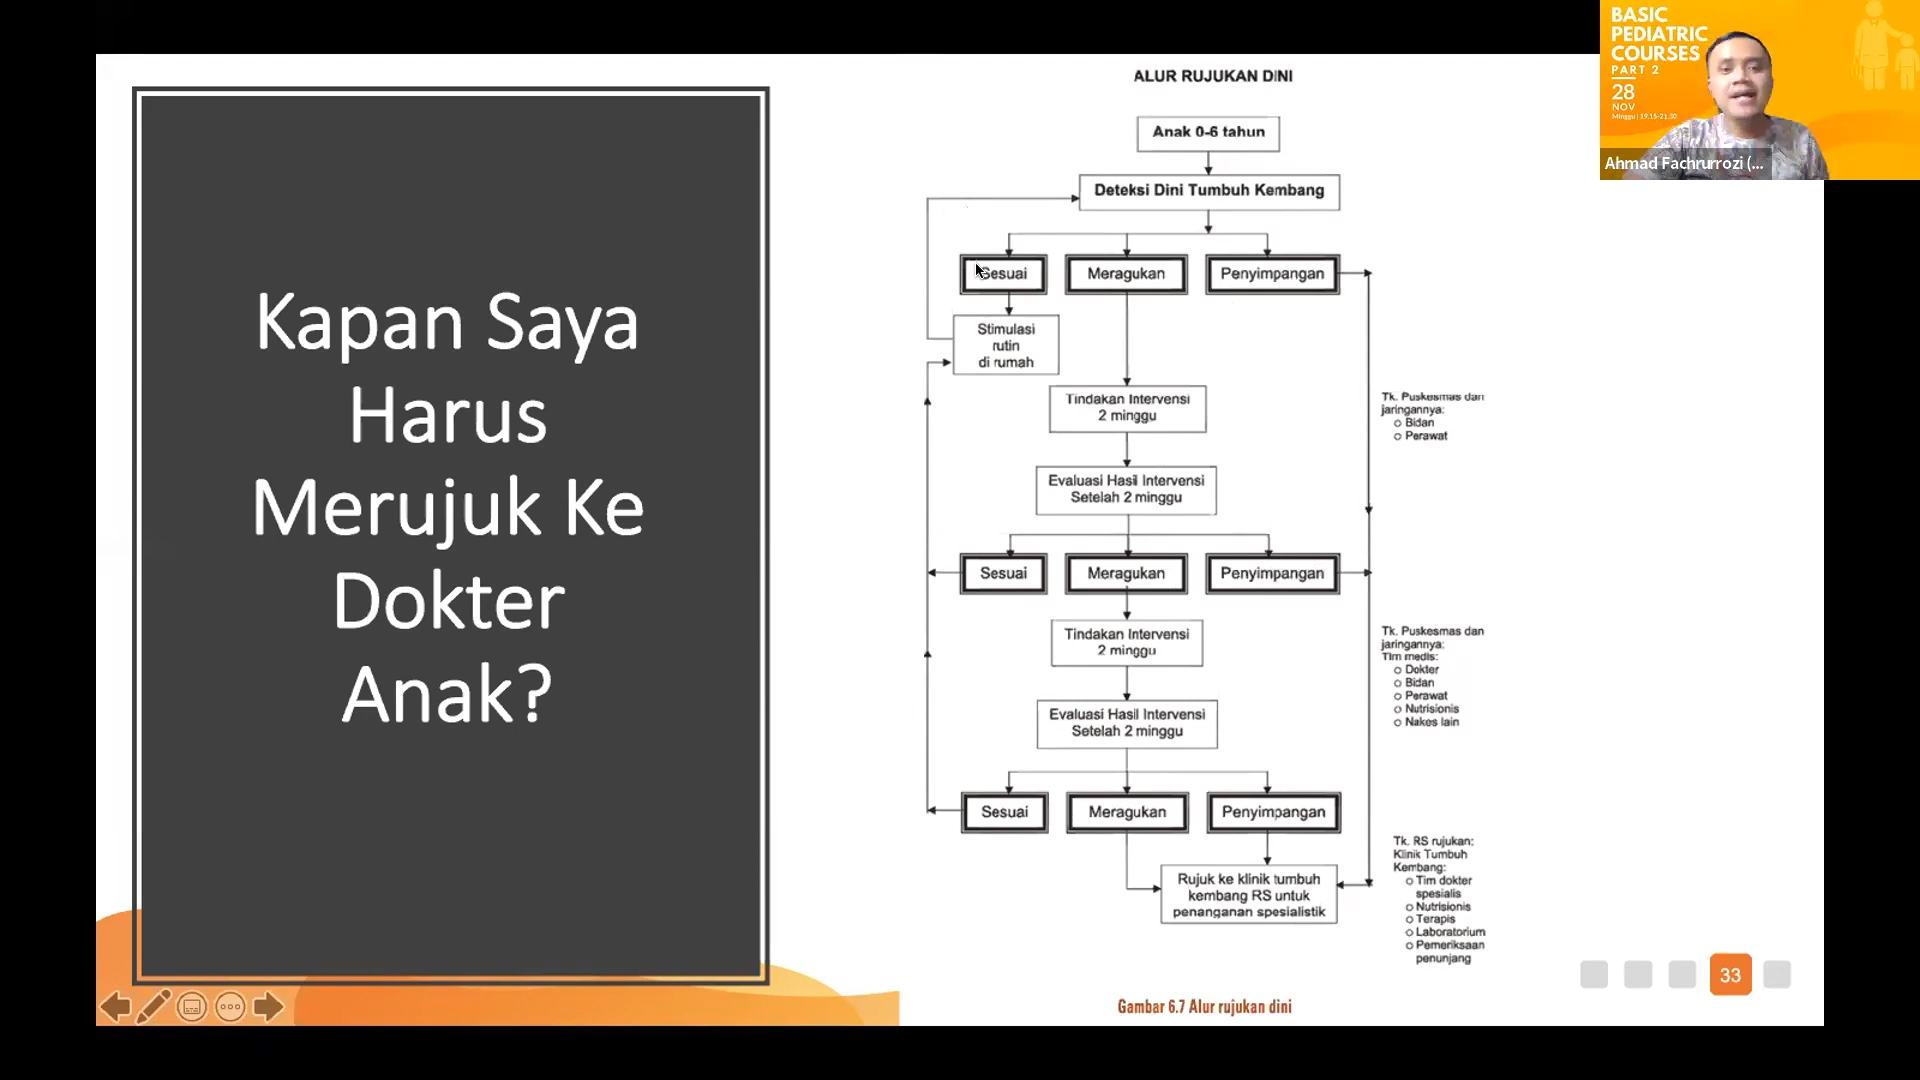 BASIC
PEDIATRIC
COURSES
PART 2
28
NOV
Minggu | 19.15-21.30
Ahmad Fachrurrozi (...
Kapan Saya
Harus
Merujuk Ke
Dokter
Anak?
ALUR RUJUKAN DINI
Anak 0-6 tahun
Deteksi Dini Tumbuh Kembang
Sesuai
Meragukan
Penyimpangan
Stimulasi
rutin
di rumah
Tindakan Intervensi
2 minggu
Evaluasi Hasil Intervensi
Setelah 2 minggu
Tk. Puskesmas dan
jaringannya:
o Bidan
o Perawat
Sesuai
Meragukan
Penyimpangan
Tindakan Intervensi
2 minggu
Evaluasi Hasil Intervensi
Setelah 2 minggu
Tk. Puskesmas dan
jaringannya:
Tim medis:
o Dokter
o Bidan
o Perawat
o Nutrisionis
o Nakes lain
Sesuai
Meragukan
Penyimpangan
Rujuk ke klinik tumbuh
kembang RS untuk
penanganan spesialistik
Tk. RS rujukan:
Klinik Tumbuh
Kembang:
o Tim dokter
spesialis
o Nutrisionis
o Terapis
o Laboratorium
o Pemeriksaan
penunjang
33
Gambar 6.7 Alur rujukan dini